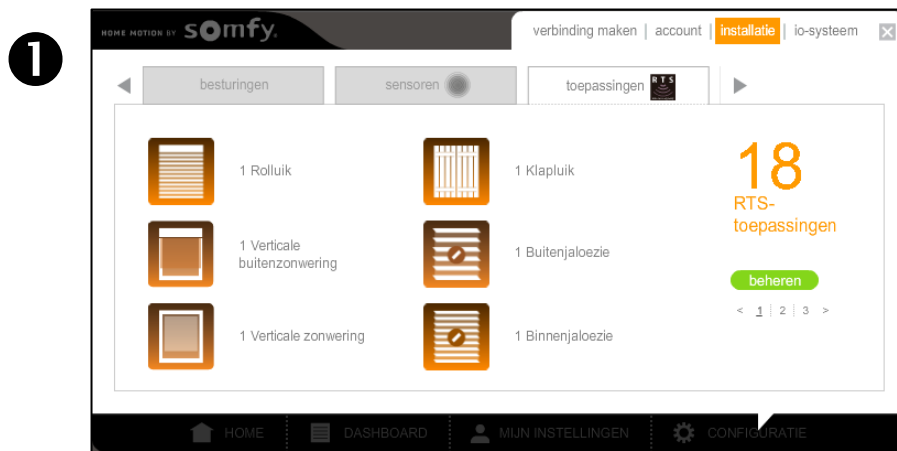 1
HOME MOTION BY somfy.
verbinding maken | account | installatie | io-systeem
besturingen
sensoren
toepassingen RTS
1 Rolluik
1 Klapluik
18
RTS-
toepassingen
1 Verticale
buitenzonwering
1 Buitenjaloezie
beheren
< 1 2 3 >
1 Verticale zonwering
1 Binnenjaloezie
HOME
DASHBOARD
MIJN INSTELLINGEN
CONFIGURATIE